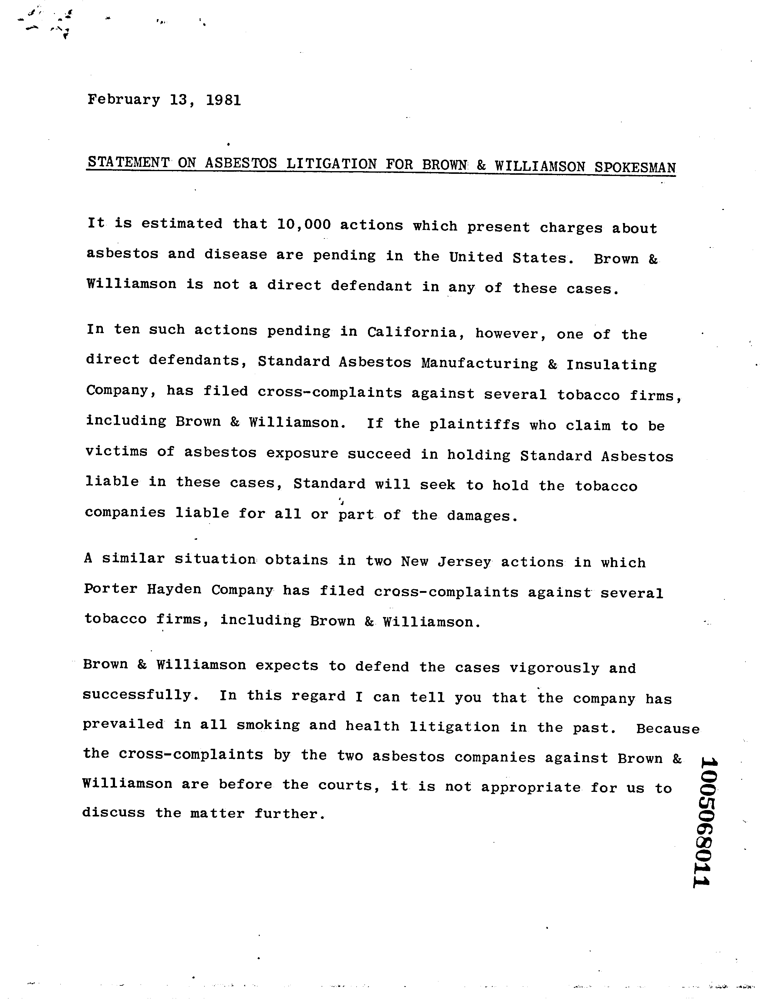 February 13, 1981
STATEMENT ON ASBESTOS LITIGATION FOR BROWN & WILLIAMSON SPOKESMAN
It is estimated that 10,000 actions which present charges about
asbestos and disease are pending in the United States.  Brown &
Williamson is not a direct defendant in any of these cases.
In ten such actions pending in California, however, one of the
direct defendants, Standard Asbestos Manufacturing & Insulating
Company, has filed cross-complaints against several tobacco firms,
including Brown & Williamson.  If the plaintiffs who claim to be
victims of asbestos exposure succeed in holding Standard Asbestos
liable in these cases, Standard will seek to hold the tobacco
companies liable for all or part of the damages.
A similar situation obtains in two New Jersey actions in which
Porter Hayden Company has filed cross-complaints against several
tobacco firms, including Brown & Williamson.
Brown & Williamson expects to defend the cases vigorously and
successfully.  In this regard I can tell you that the company has
prevailed in all smoking and health litigation in the past.  Because
the cross-complaints by the two asbestos companies against Brown &
Williamson are before the courts, it is not appropriate for us to
discuss the matter further.
1005068011